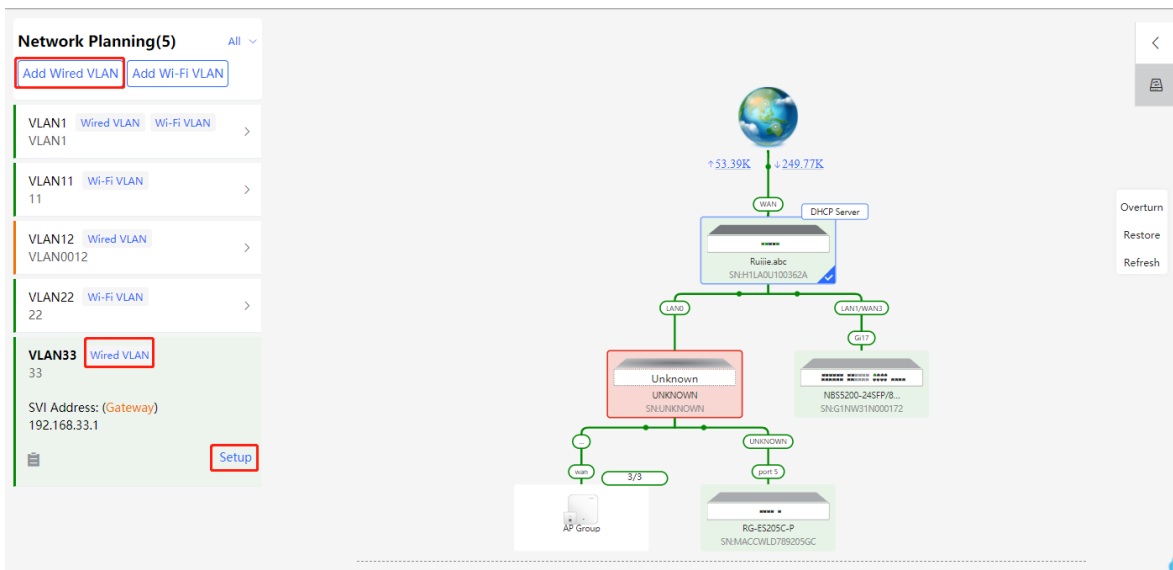 Network Planning(5)
All
Add Wired VLAN
Add Wi-Fi VLAN
VLAN1 Wired VLAN Wi-Fi VLAN
VLAN1
VLAN11 Wi-Fi VLAN
11
VLAN12 Wired VLAN
VLAN0012
VLAN22 Wi-Fi VLAN
22
VLAN33 Wired VLAN
33
SVI Address: (Gateway)
192.168.33.1
Setup
↑53.39K ↓249.77K
WAN
DHCP Server
Ruiiie.abc
SN:H1LA0U100362A
LAN0
LAN1/WAN3
Gi17
Unknown
UNKNOWN
SN:UNKNOWN
NBS5200-24SFP/8...
SN:G1NW31N000172
...
UNKNOWN
wan
3/3
port 5
AP Group
RG-ES205C-P
SN:MACCWLD789205GC
Overturn
Restore
Refresh